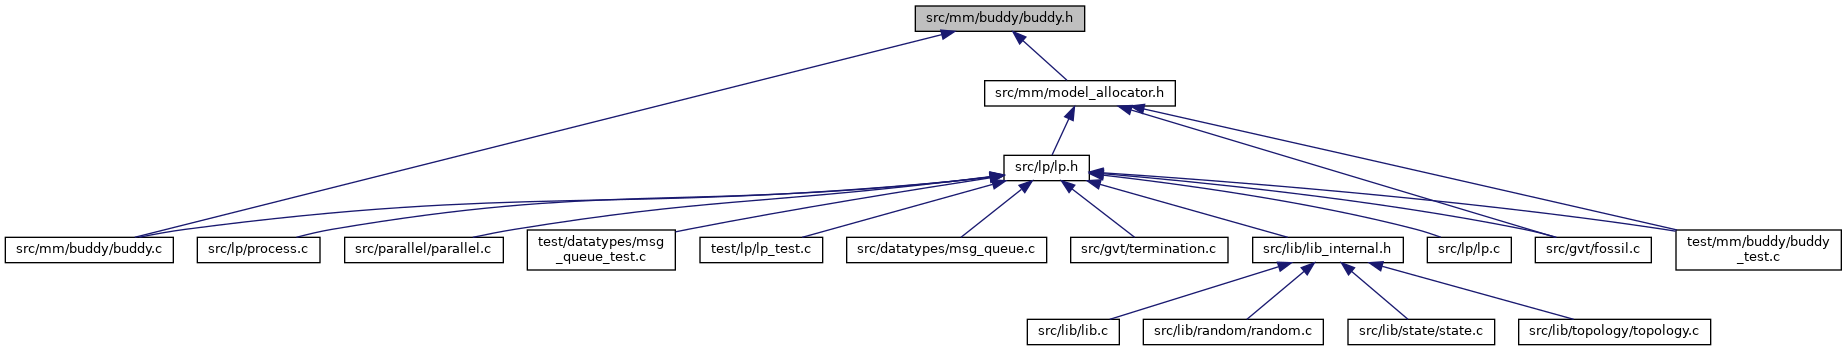 src/mm/buddy/buddy.h
src/mm/model_allocator.h
src/lp/lp.h
src/mm/buddy/buddy.c
src/lp/process.c
src/parallel/parallel.c
test/datatypes/msg
_queue_test.c
test/lp/lp_test.c
src/datatypes/msg_queue.c
src/gvt/termination.c
src/lib/lib_internal.h
src/lp/lp.c
src/gvt/fossil.c
test/mm/buddy/buddy
_test.c
src/lib/lib.c
src/lib/random/random.c
src/lib/state/state.c
src/lib/topology/topology.c